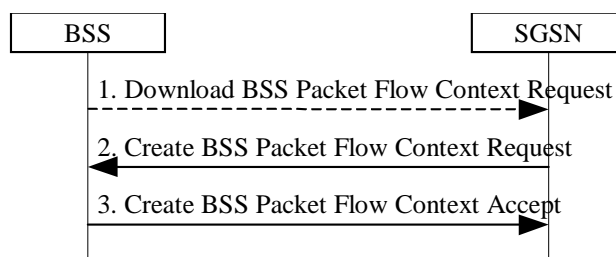 BSS
SGSN
1. Download BSS Packet Flow Context Request
2. Create BSS Packet Flow Context Request
3. Create BSS Packet Flow Context Accept